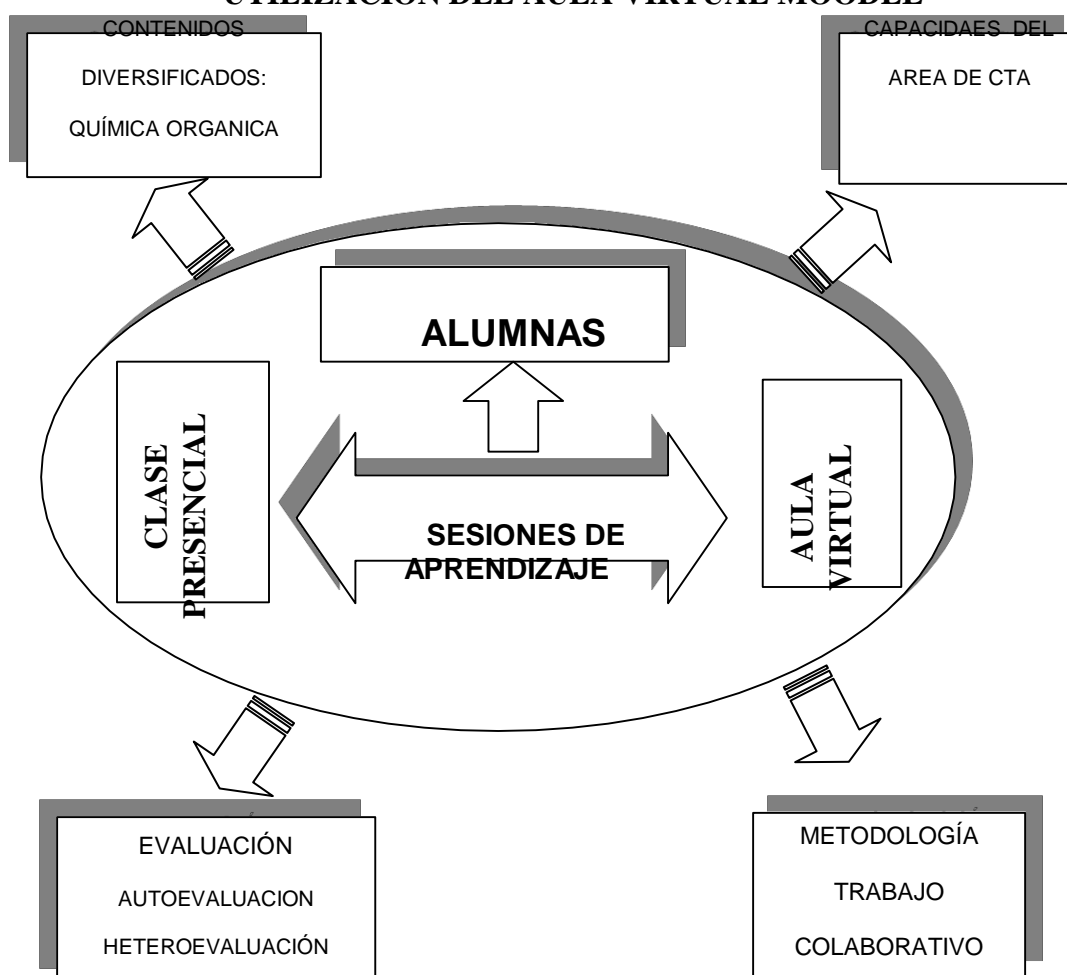 UTILIZACIÓN DEL AULA VIRTUAL MOODLE
CONTENIDOS
DIVERSIFICADOS:
QUÍMICA ORGANICA
CAPACIDAES DEL
AREA DE CTA
ALUMNAS
CLASE
PRESENCIAL
SESIONES DE
APRENDIZAJE
AULA
VIRTUAL
EVALUACIÓN
AUTOEVALUACION
HETEROEVALUACIÓN
METODOLOGÍA
TRABAJO
COLABORATIVO